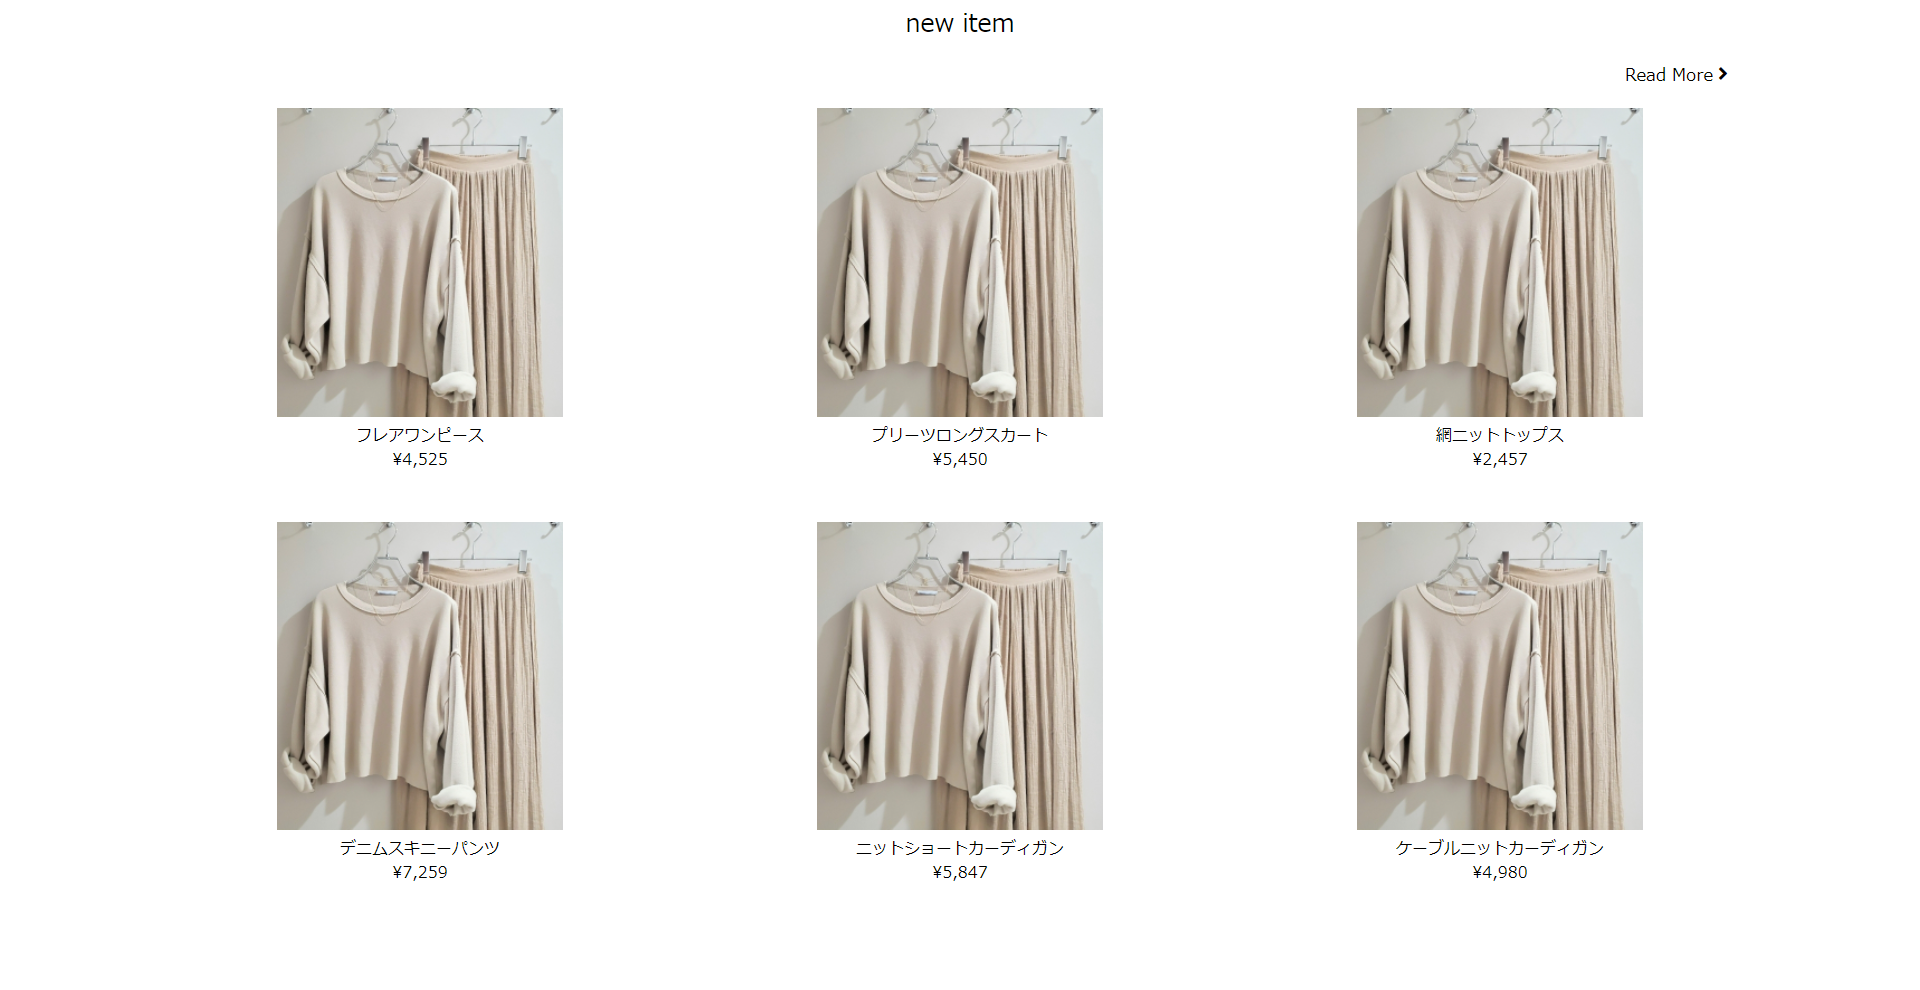 new item
Read More
フレアワンピース
¥4,525
プリーツロングスカート
¥5,450
網ニットトップス
¥2,457
デニムスキニーパンツ
¥7,259
ニットショートカーディガン
¥5,847
ケーブルニットカーディガン
¥4,980